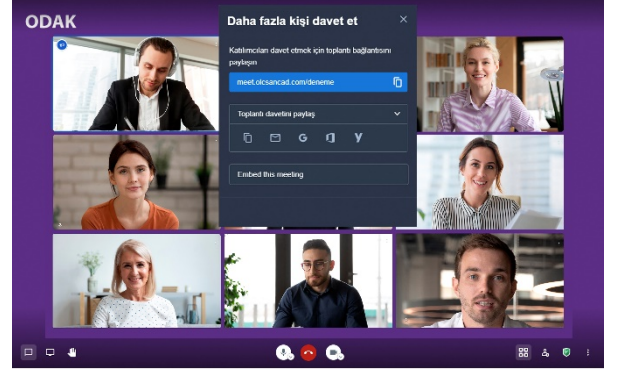 ODAK
Daha fazla kişi davet et
Katılımcıları davet etmek için toplantı bağlantısını
paylaşın
meet.olcsancad.com/deneme
Toplantı davetini paylaş
Embed this meeting